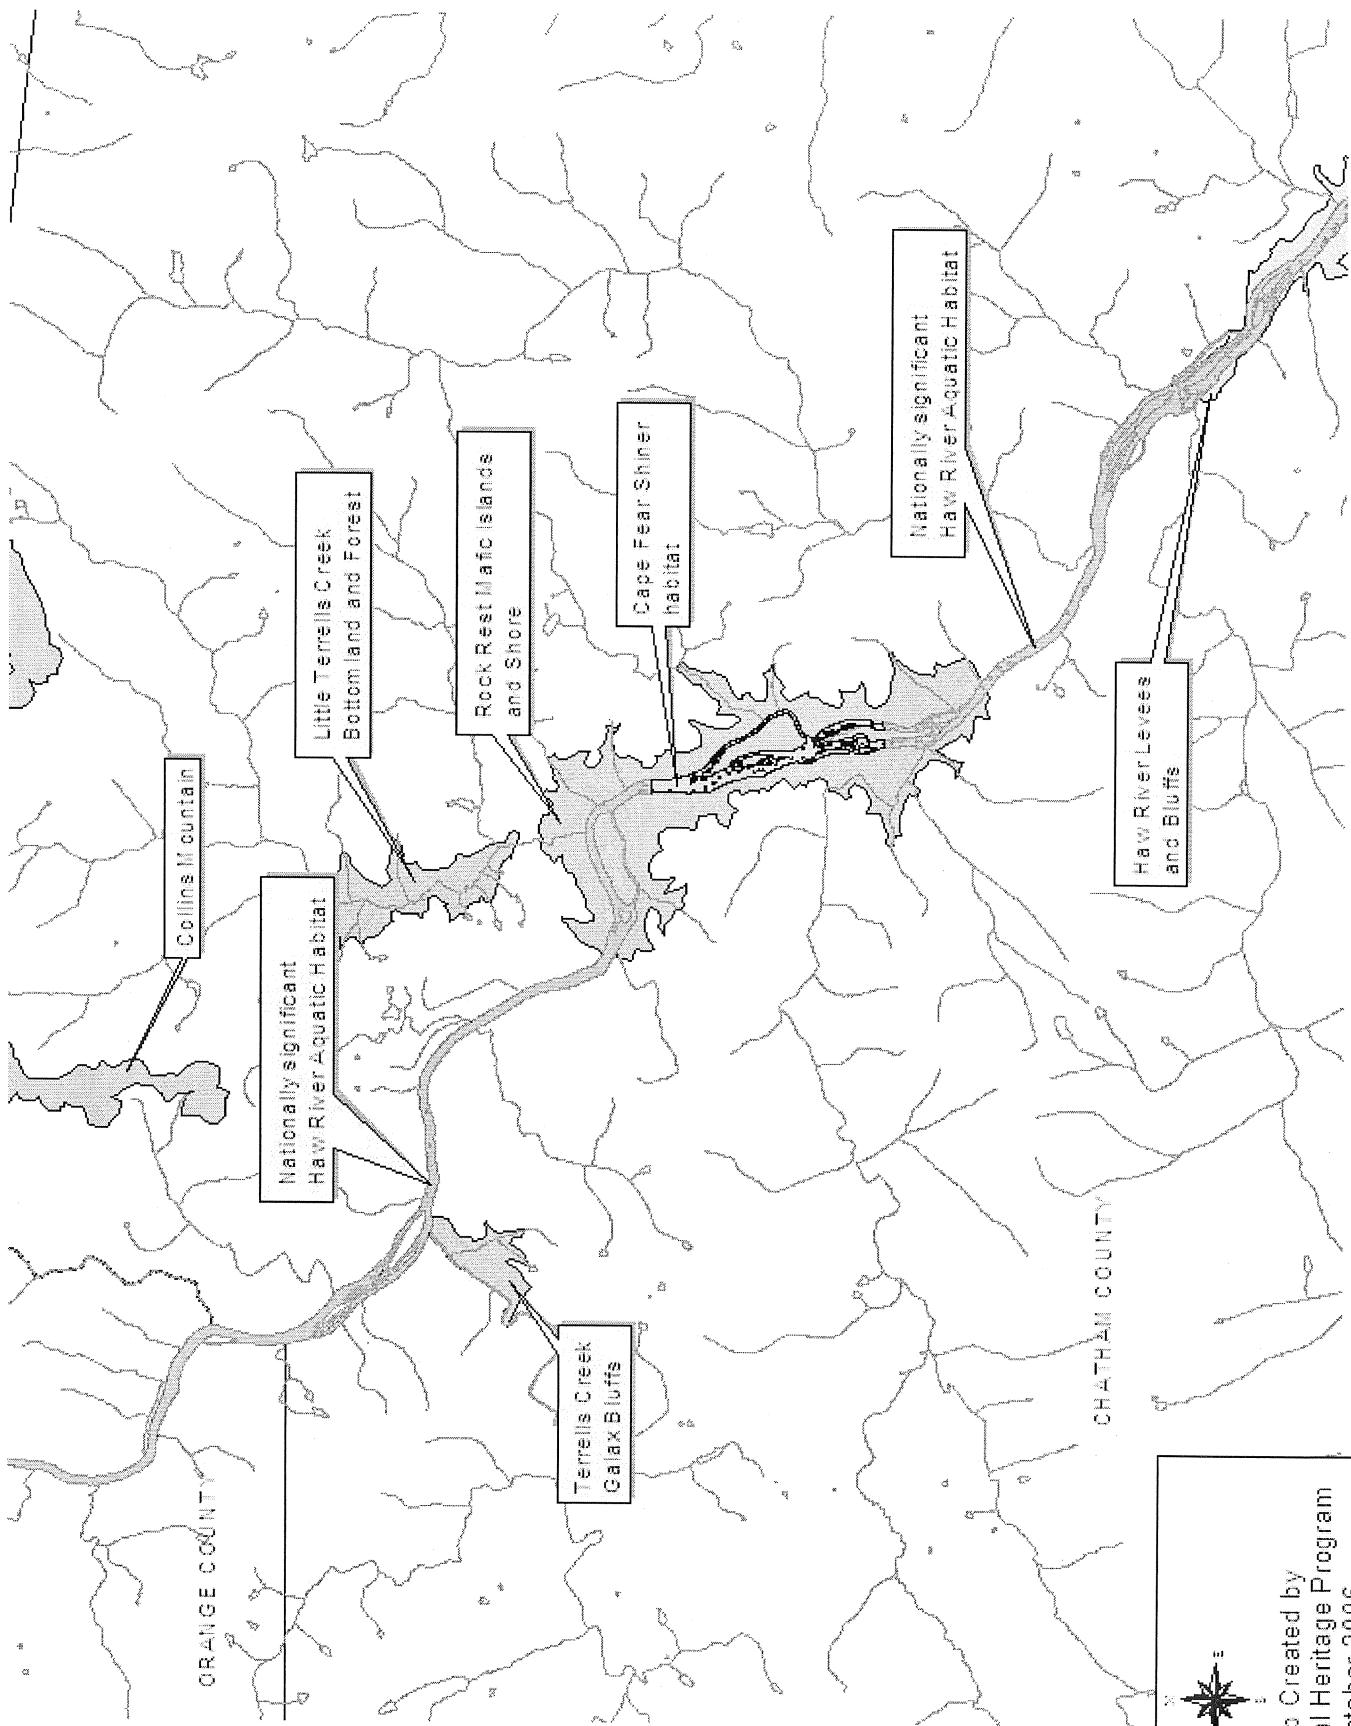 ORANGE COUNTY
Collins Mountain
Nationally significant
Haw River Aquatic Habitat
Little Terrells Creek
Bottomland and Forest
Rock Rest Mafic Islands
and Shore
Terrells Creek
Galax Bluffs
Cape Fear Shiner
habitat
Nationally significant
Haw River Aquatic Habitat
CHATHAM COUNTY
Haw River Levees
and Bluffs
N
E
Created by
Heritage Program